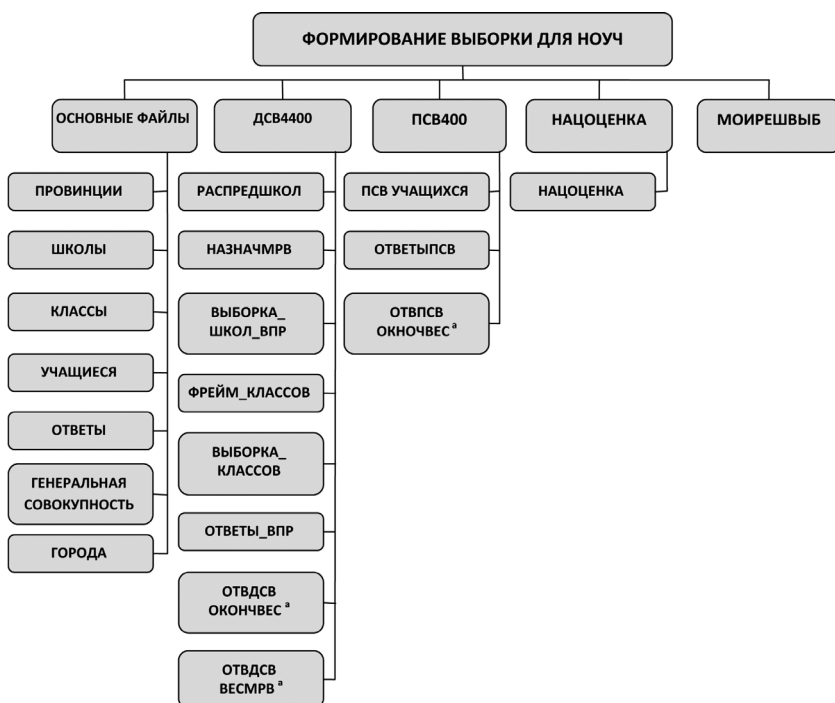 ФОРМИРОВАНИЕ ВЫБОРКИ ДЛЯ НОУЧ
ОСНОВНЫЕ ФАЙЛЫ
ПРОВИНЦИИ
ШКОЛЫ
КЛАССЫ
УЧАЩИЕСЯ
ОТВЕТЫ
ГЕНЕРАЛЬНАЯ
СОВОКУПНОСТЬ
ГОРОДА
ДСВ4400
РАСПРЕДШКОЛ
НАЗНАЧМРВ
ВЫБОРКА_
ШКОЛ_ВПР
ФРЕЙМ_КЛАССОВ
ВЫБОРКА_
КЛАССОВ
ОТВЕТЫ_ВПР
ОТВДСВ
ОКОНЧВЕС a
ОТВДСВ
ВЕСМРВ a
ПСВ400
ПСВ УЧАЩИХСЯ
ОТВЕТЫПСВ
ОТВПСВ
ОКНОЧВЕС a
НАЦОЦЕНКА
НАЦОЦЕНКА
МОИРЕШВЫБ